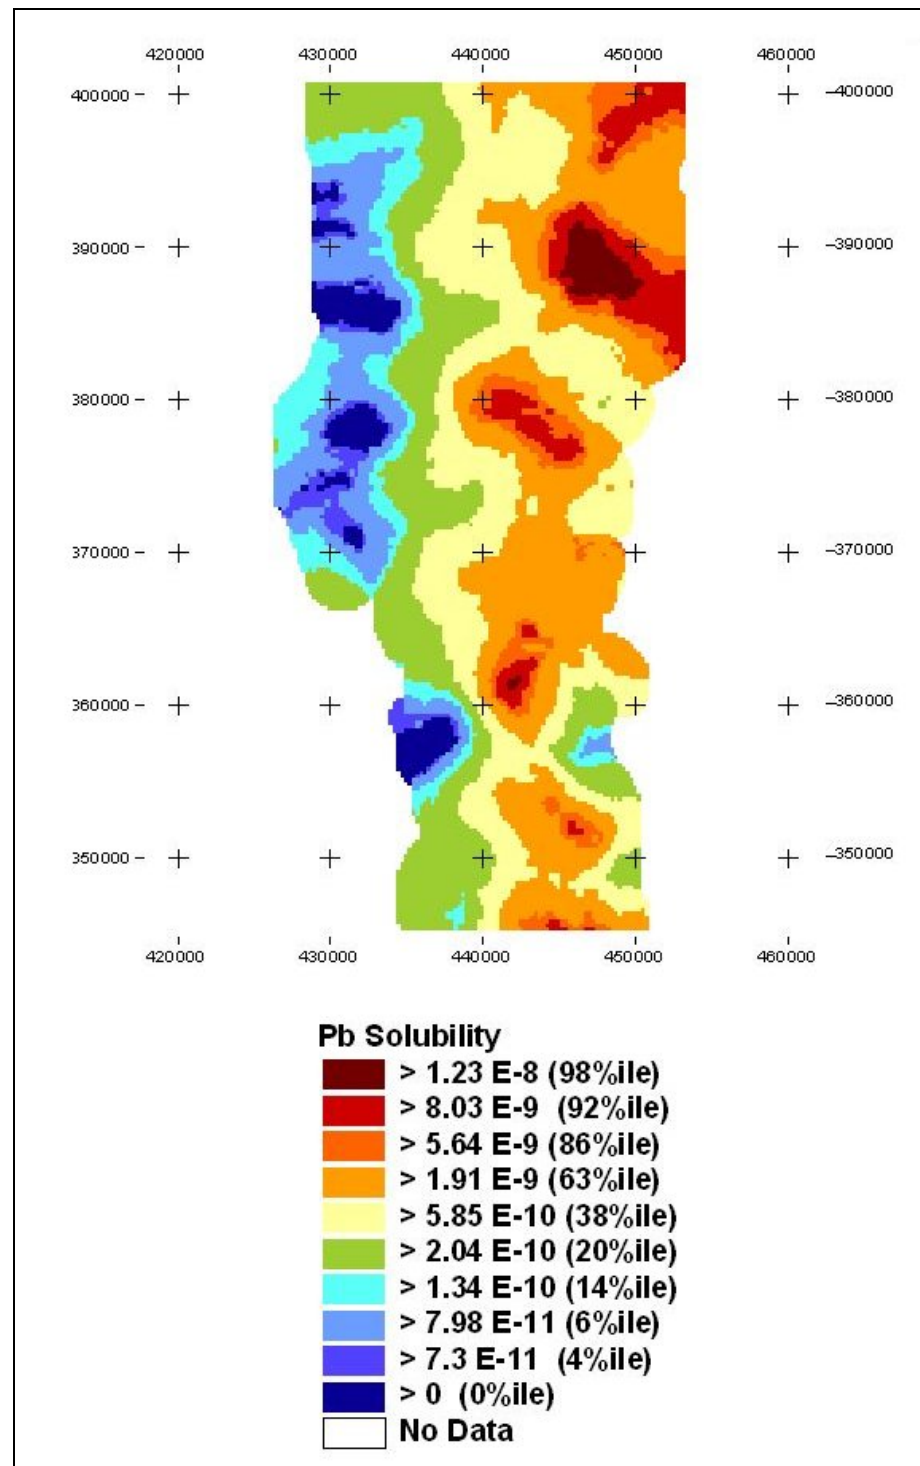 420000 430000 440000 450000 460000
400000 – –400000
390000 – –390000
380000 – –380000
370000 – –370000
360000 – –360000
350000 – –350000
420000 430000 440000 450000 460000
Pb Solubility
> 1.23 E-8 (98%ile)
> 8.03 E-9 (92%ile)
> 5.64 E-9 (86%ile)
> 1.91 E-9 (63%ile)
> 5.85 E-10 (38%ile)
> 2.04 E-10 (20%ile)
> 1.34 E-10 (14%ile)
> 7.98 E-11 (6%ile)
> 7.3 E-11 (4%ile)
> 0 (0%ile)
No Data